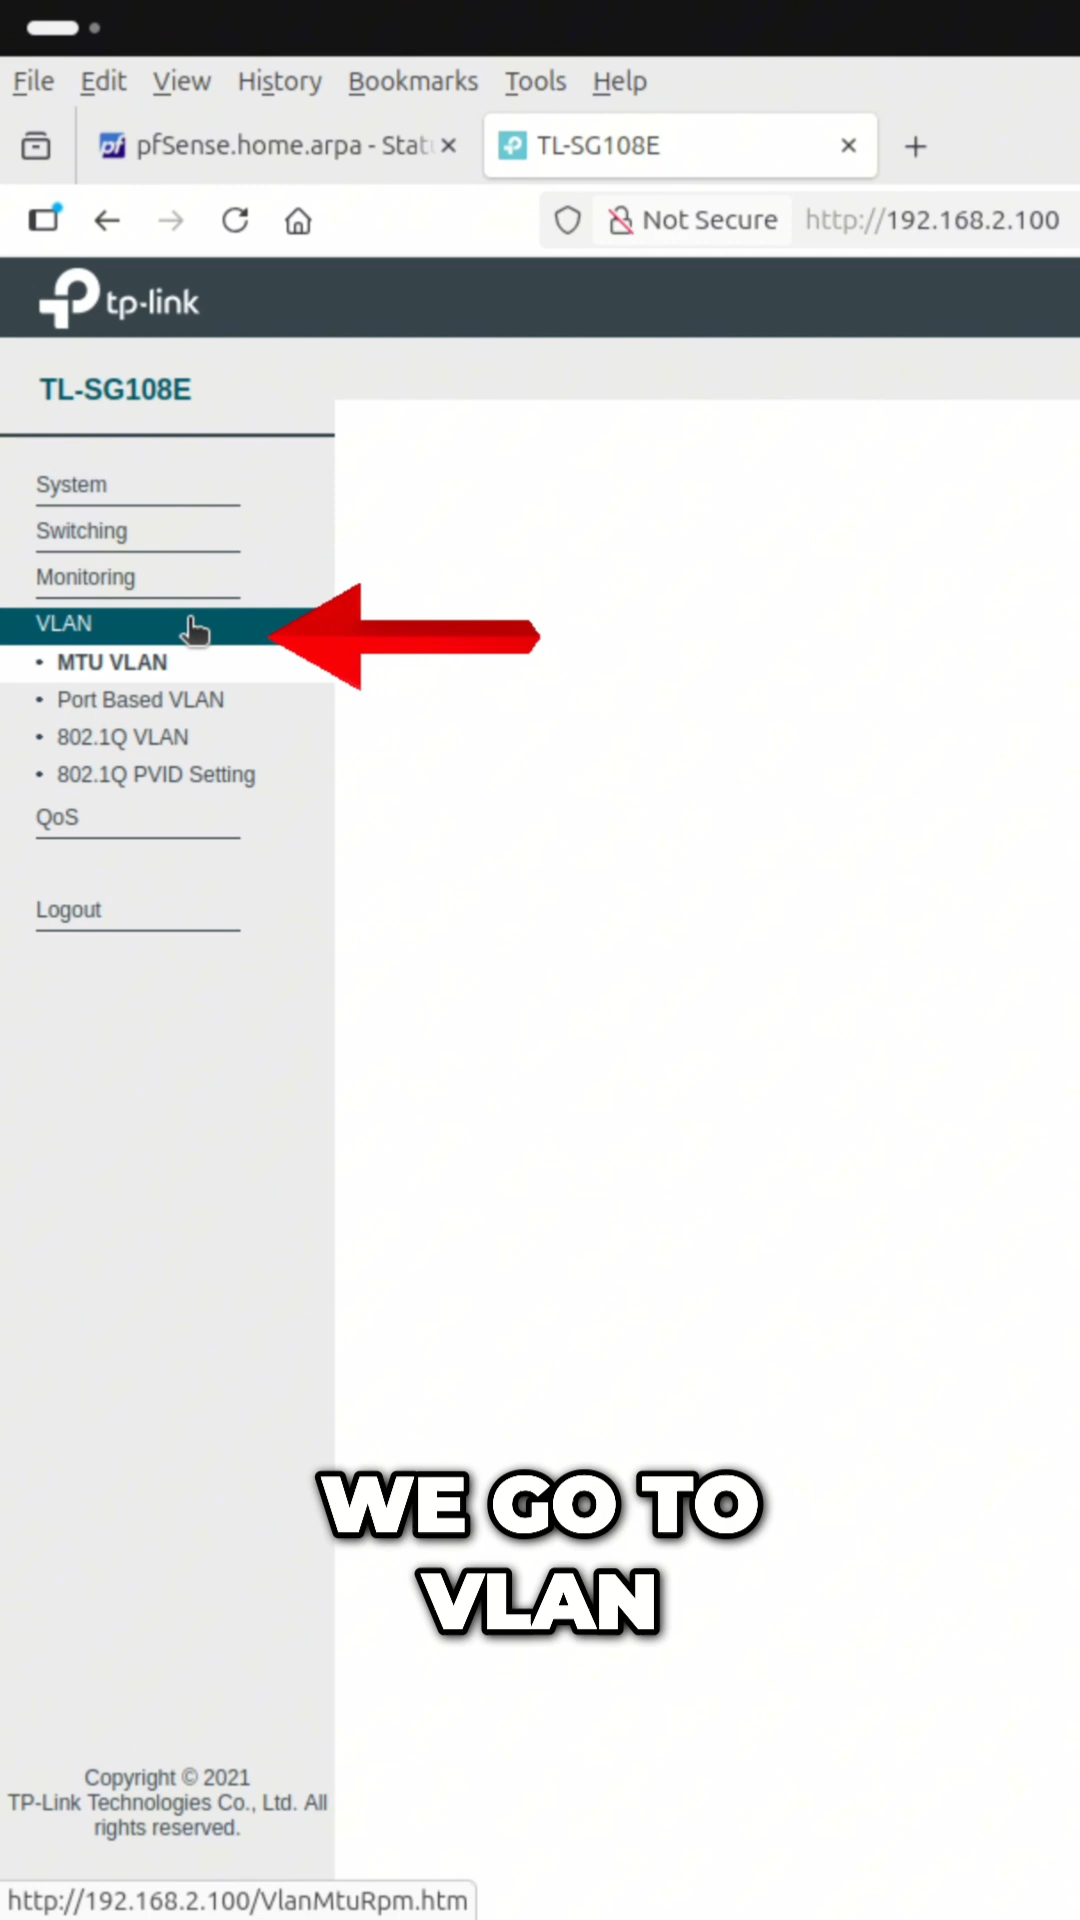 File Edit View History Bookmarks Tools Help
pfSense.home.arpa - Stat
TL-SG108E
Not Secure http://192.168.2.100
tp-link
TL-SG108E
System
Switching
Monitoring
VLAN
• MTU VLAN
• Port Based VLAN
• 802.1Q VLAN
• 802.1Q PVID Setting
QoS
Logout
WE GO TO
VLAN
Copyright © 2021
TP-Link Technologies Co., Ltd. All
rights reserved.
http://192.168.2.100/VlanMtuRpm.htm